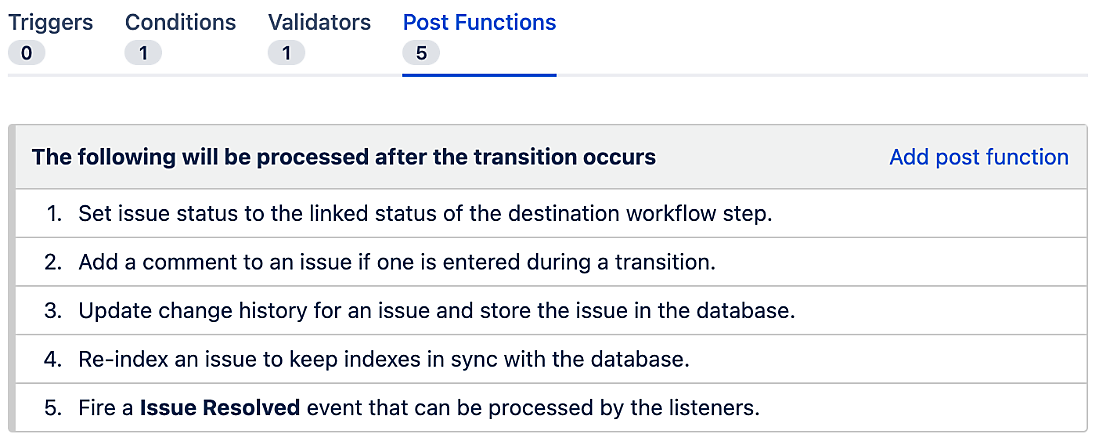 Triggers Conditions Validators Post Functions
0 1 1 5
The following will be processed after the transition occurs Add post function
1. Set issue status to the linked status of the destination workflow step.
2. Add a comment to an issue if one is entered during a transition.
3. Update change history for an issue and store the issue in the database.
4. Re-index an issue to keep indexes in sync with the database.
5. Fire a Issue Resolved event that can be processed by the listeners.